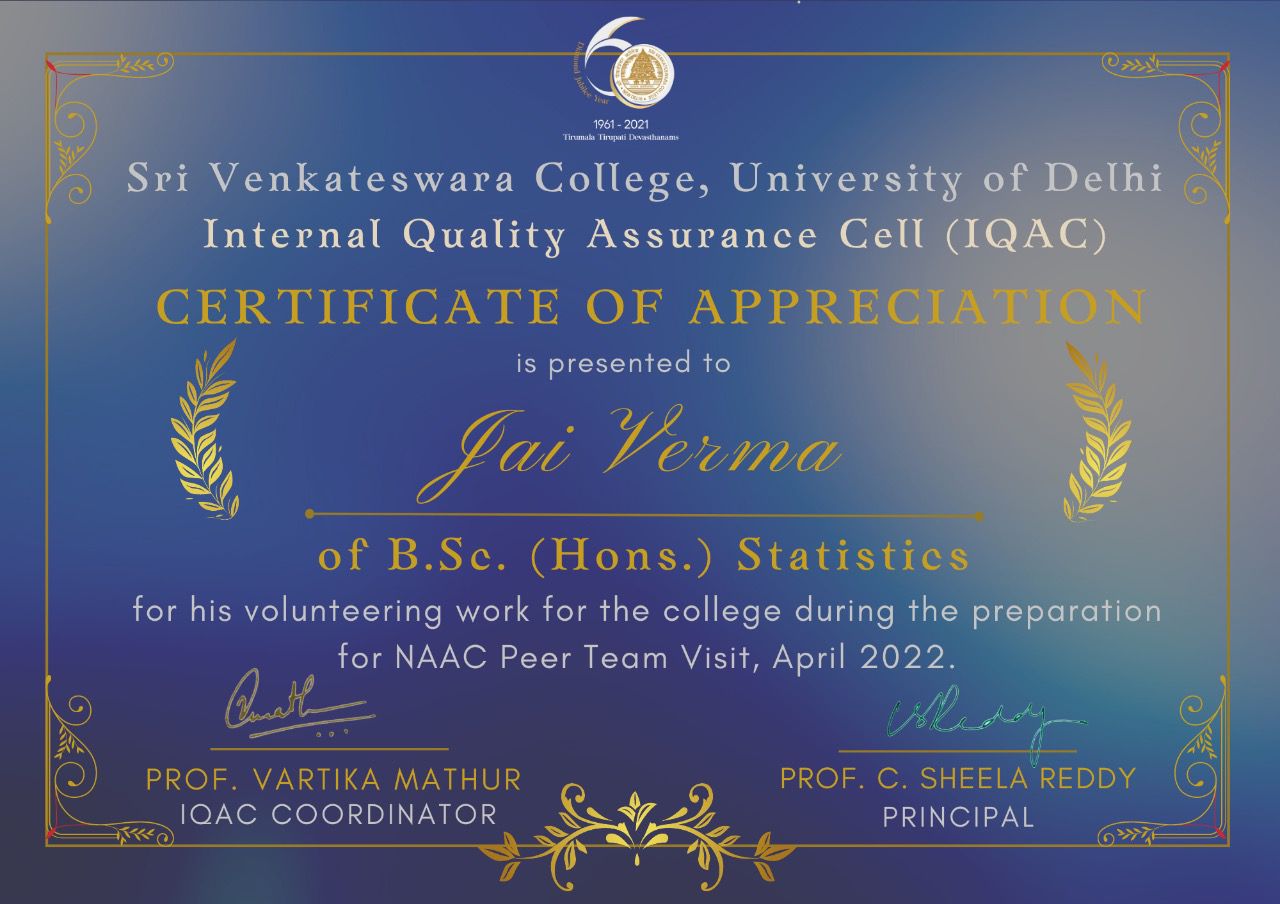 Diamond Jubilee Year
1961 - 2021
Tirumala Tirupati Devasthanams
Sri Venkateswara College, University of Delhi
Internal Quality Assurance Cell (IQAC)
CERTIFICATE OF APPRECIATION
is presented to
Jai Verma
of B.Sc. (Hons.) Statistics
for his volunteering work for the college during the preparation
for NAAC Peer Team Visit, April 2022.
PROF. VARTIKA MATHUR
IQAC COORDINATOR
CSReddy
PROF. C. SHEELA REDDY
PRINCIPAL